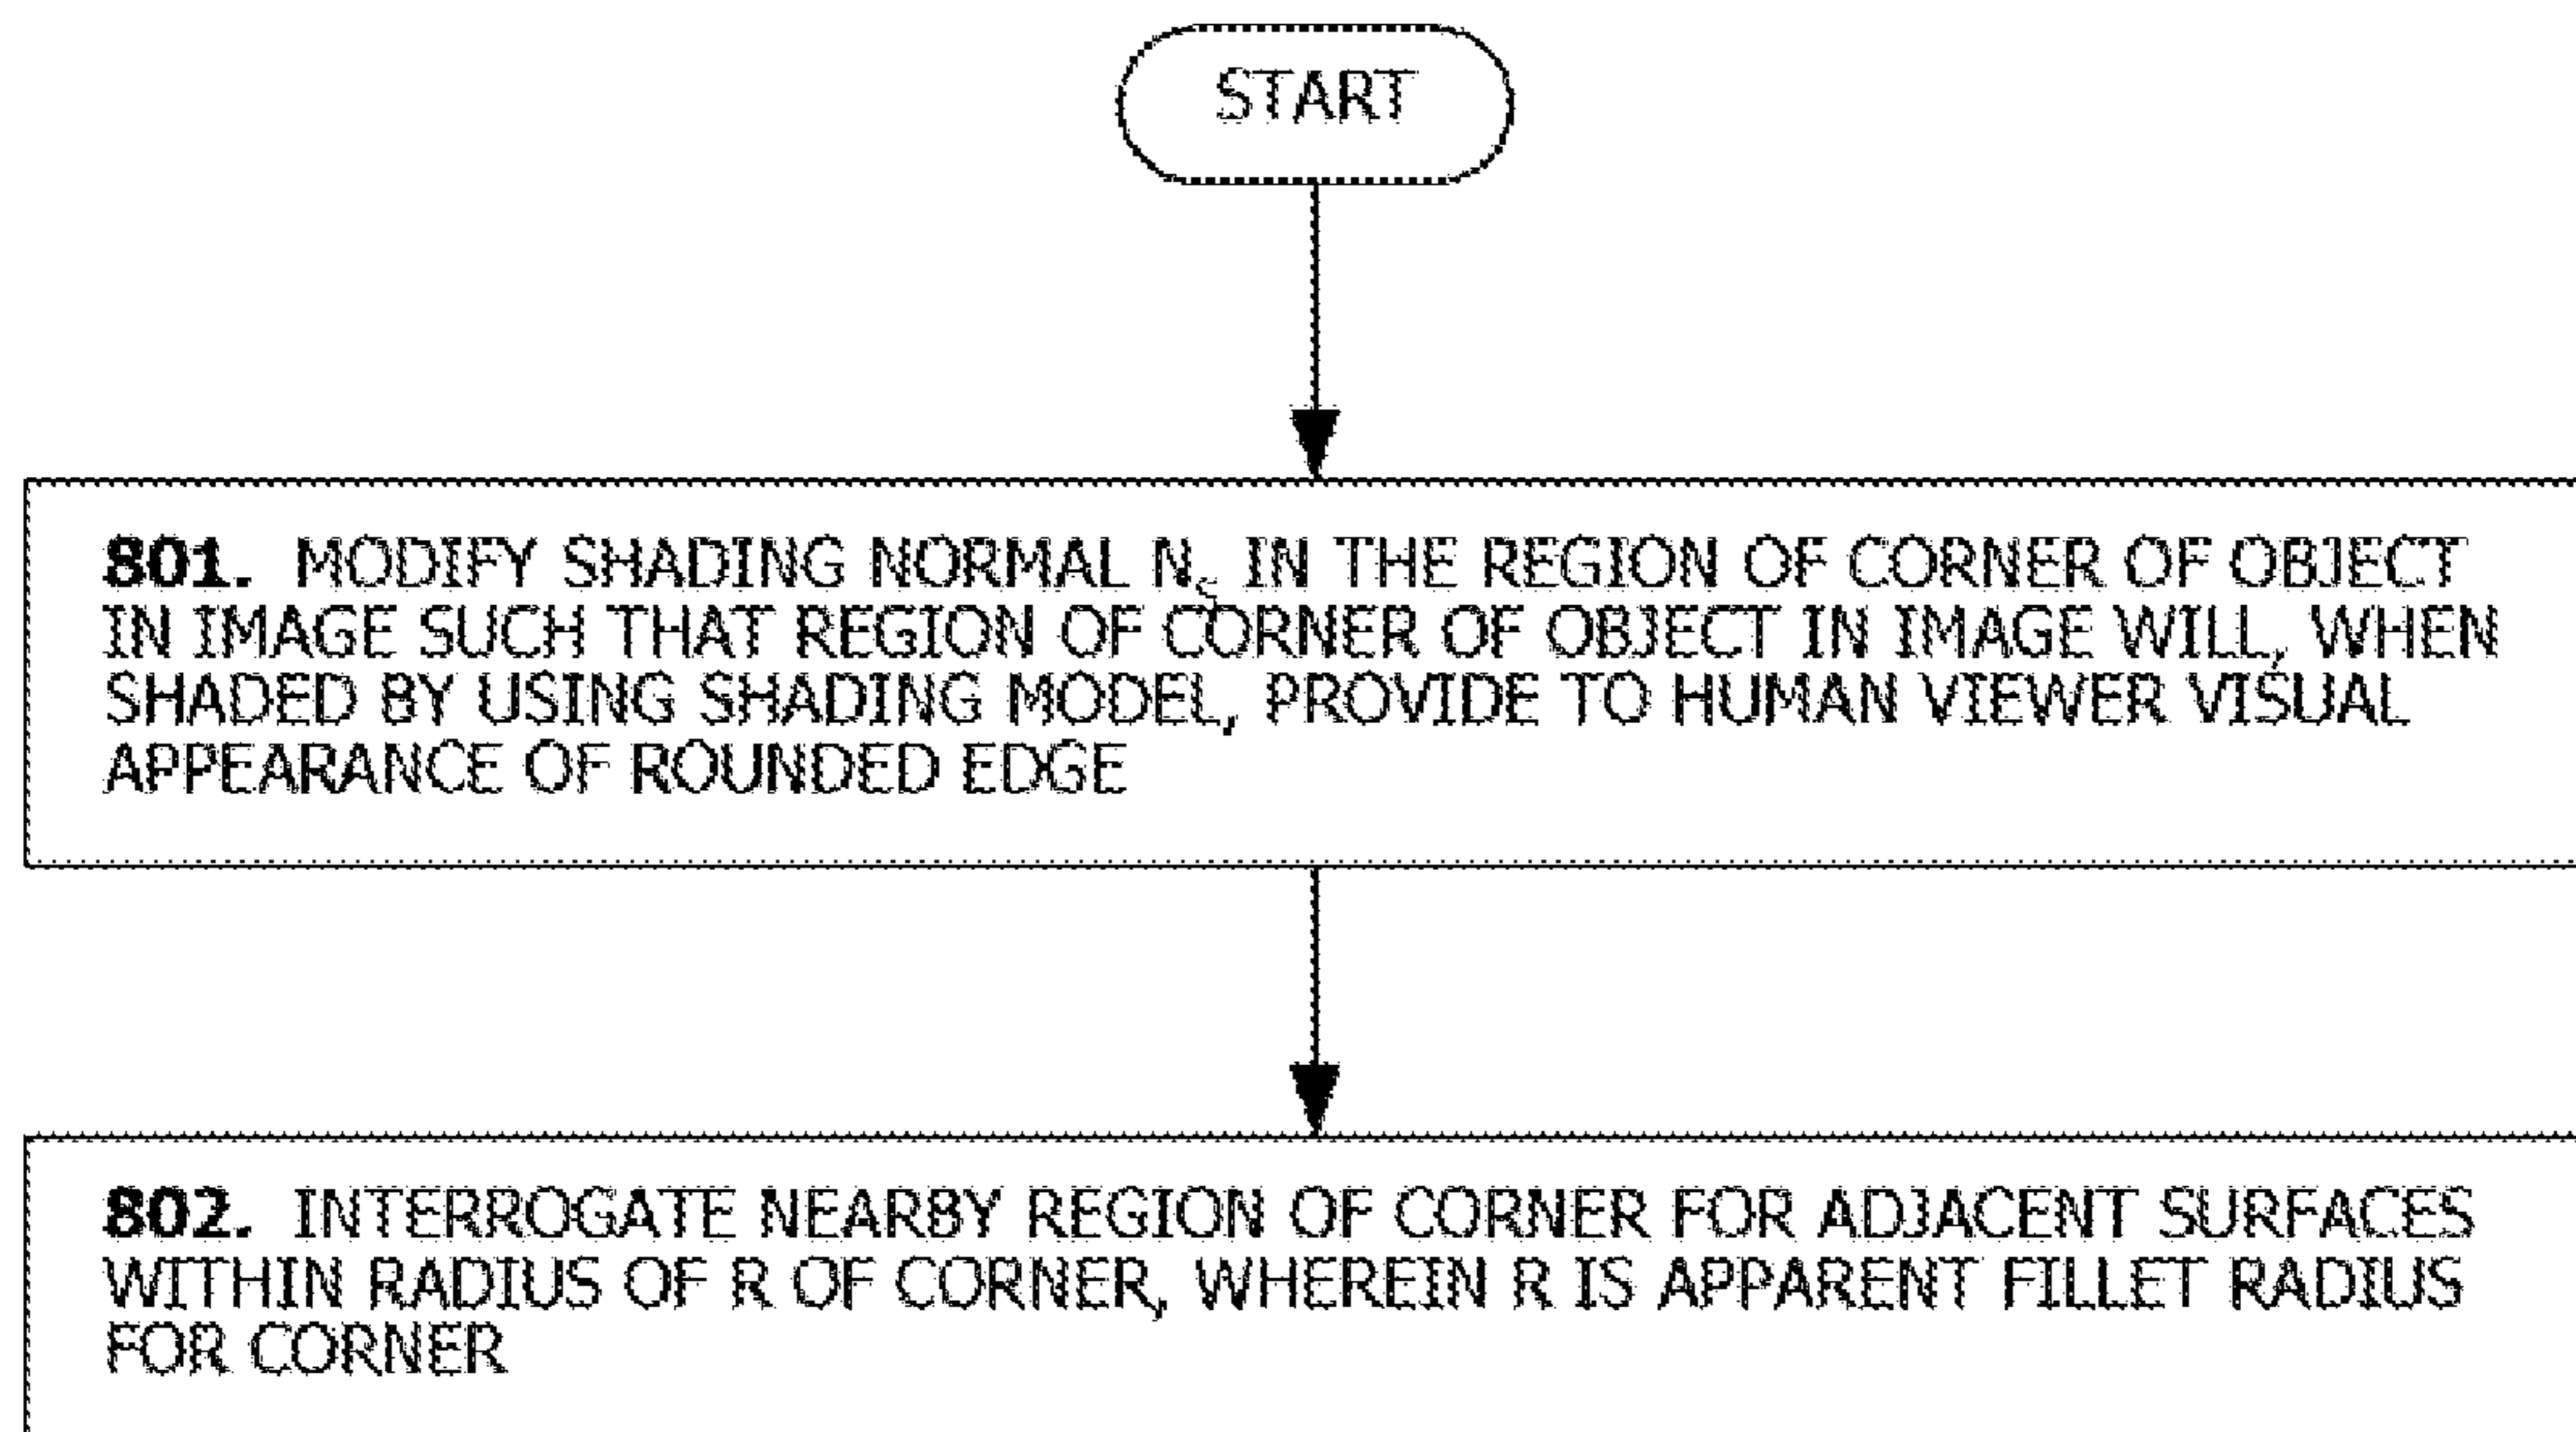 START
801. MODIFY SHADING NORMAL Ns IN THE REGION OF CORNER OF OBJECT
IN IMAGE SUCH THAT REGION OF CORNER OF OBJECT IN IMAGE WILL, WHEN
SHADED BY USING SHADING MODEL, PROVIDE TO HUMAN VIEWER VISUAL
APPEARANCE OF ROUNDED EDGE
802. INTERROGATE NEARBY REGION OF CORNER FOR ADJACENT SURFACES
WITHIN RADIUS OF R OF CORNER, WHEREIN R IS APPARENT FILLET RADIUS
FOR CORNER